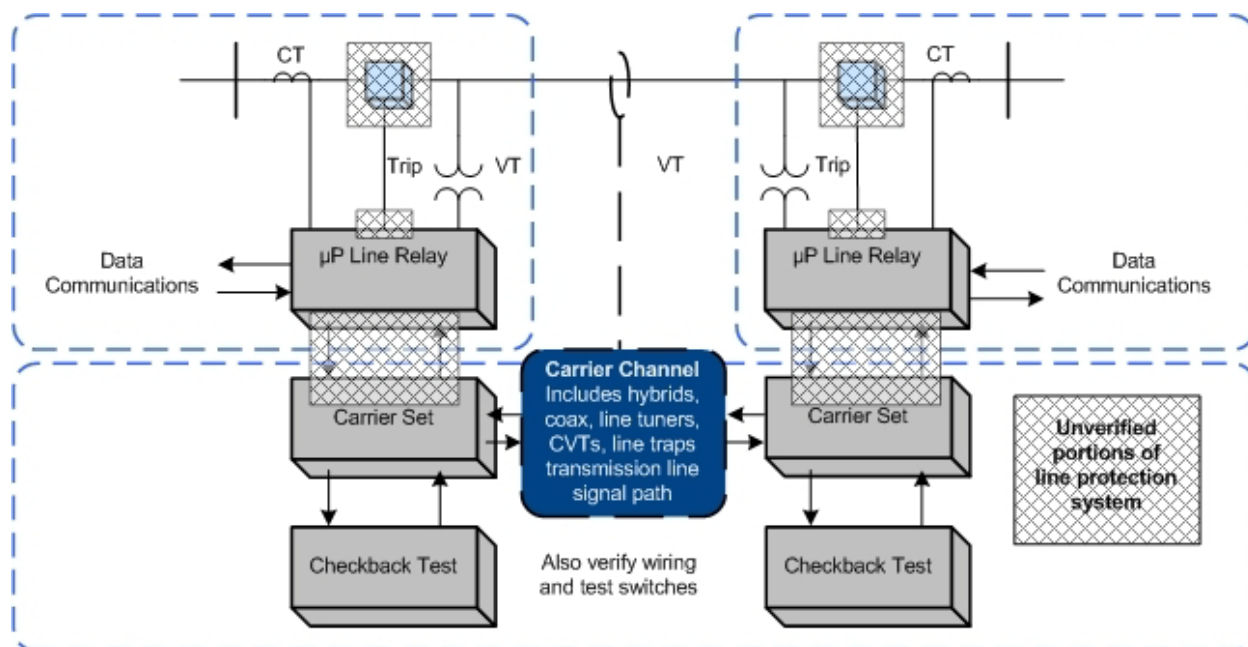 CT
CT
Trip
VT
VT
Trip
µP Line Relay
µP Line Relay
Data
Communications
Data
Communications
Carrier Channel
Includes hybrids,
coax, line tuners,
CVTs, line traps
transmission line
signal path
Carrier Set
Carrier Set
Unverified
portions of
line protection
system
Checkback Test
Also verify wiring
and test switches
Checkback Test